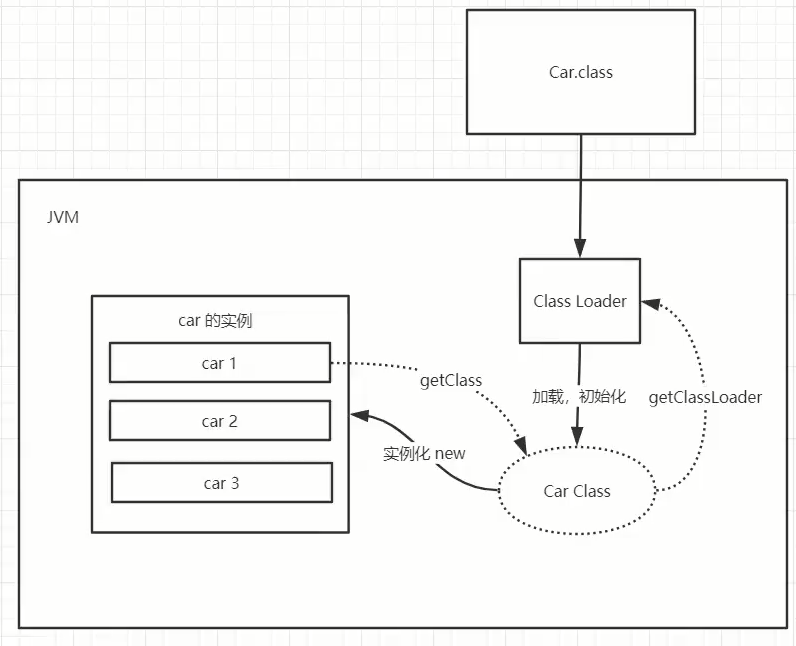 Car.class
JVM
Class Loader
car 的实例
car 1
getClass
加载，初始化
getClassLoader
car 2
实例化 new
car 3
Car Class